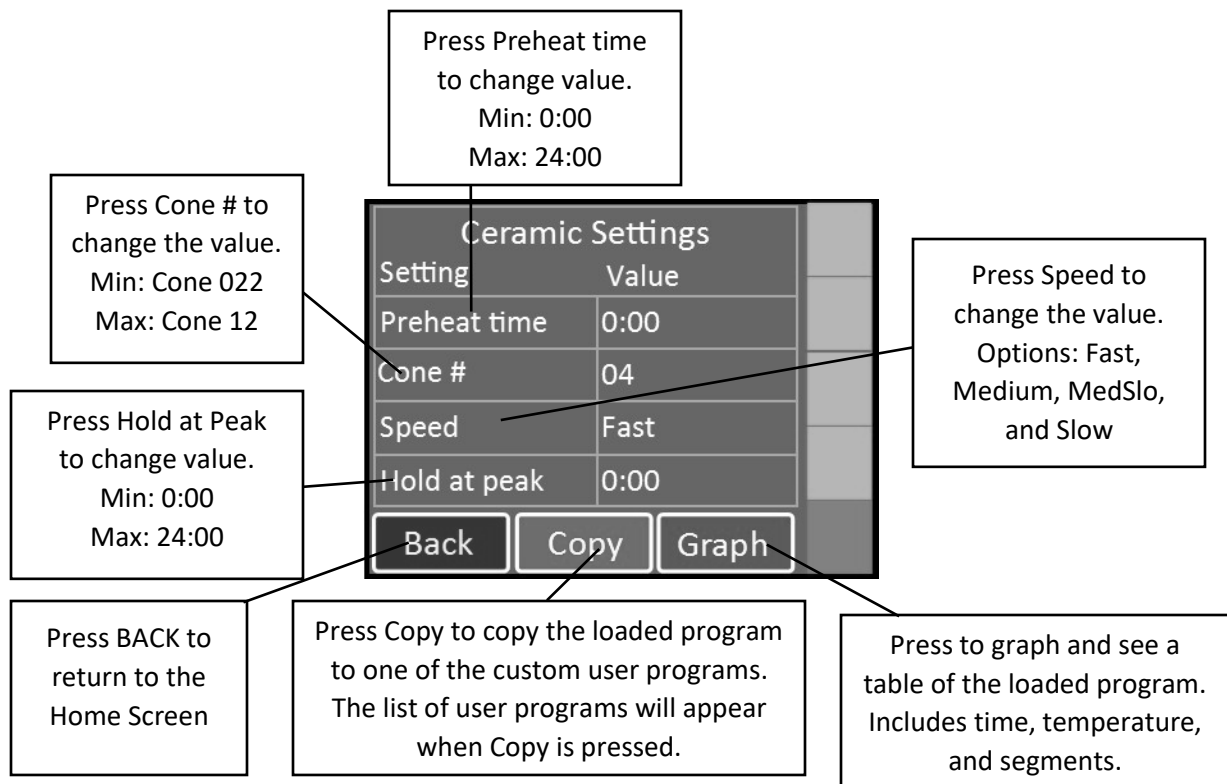 Press Preheat time
to change value.
Min: 0:00
Max: 24:00
Press Cone # to
change the value.
Min: Cone 022
Max: Cone 12
Press Hold at Peak
to change value.
Min: 0:00
Max: 24:00
Ceramic Settings
Setting Value
Preheat time 0:00
Cone # 04
Speed Fast
Hold at peak 0:00
Back Copy Graph
Press Speed to
change the value.
Options: Fast,
Medium, MedSlo,
and Slow
Press BACK to
return to the
Home Screen
Press Copy to copy the loaded program
to one of the custom user programs.
The list of user programs will appear
when Copy is pressed.
Press to graph and see a
table of the loaded program.
Includes time, temperature,
and segments.